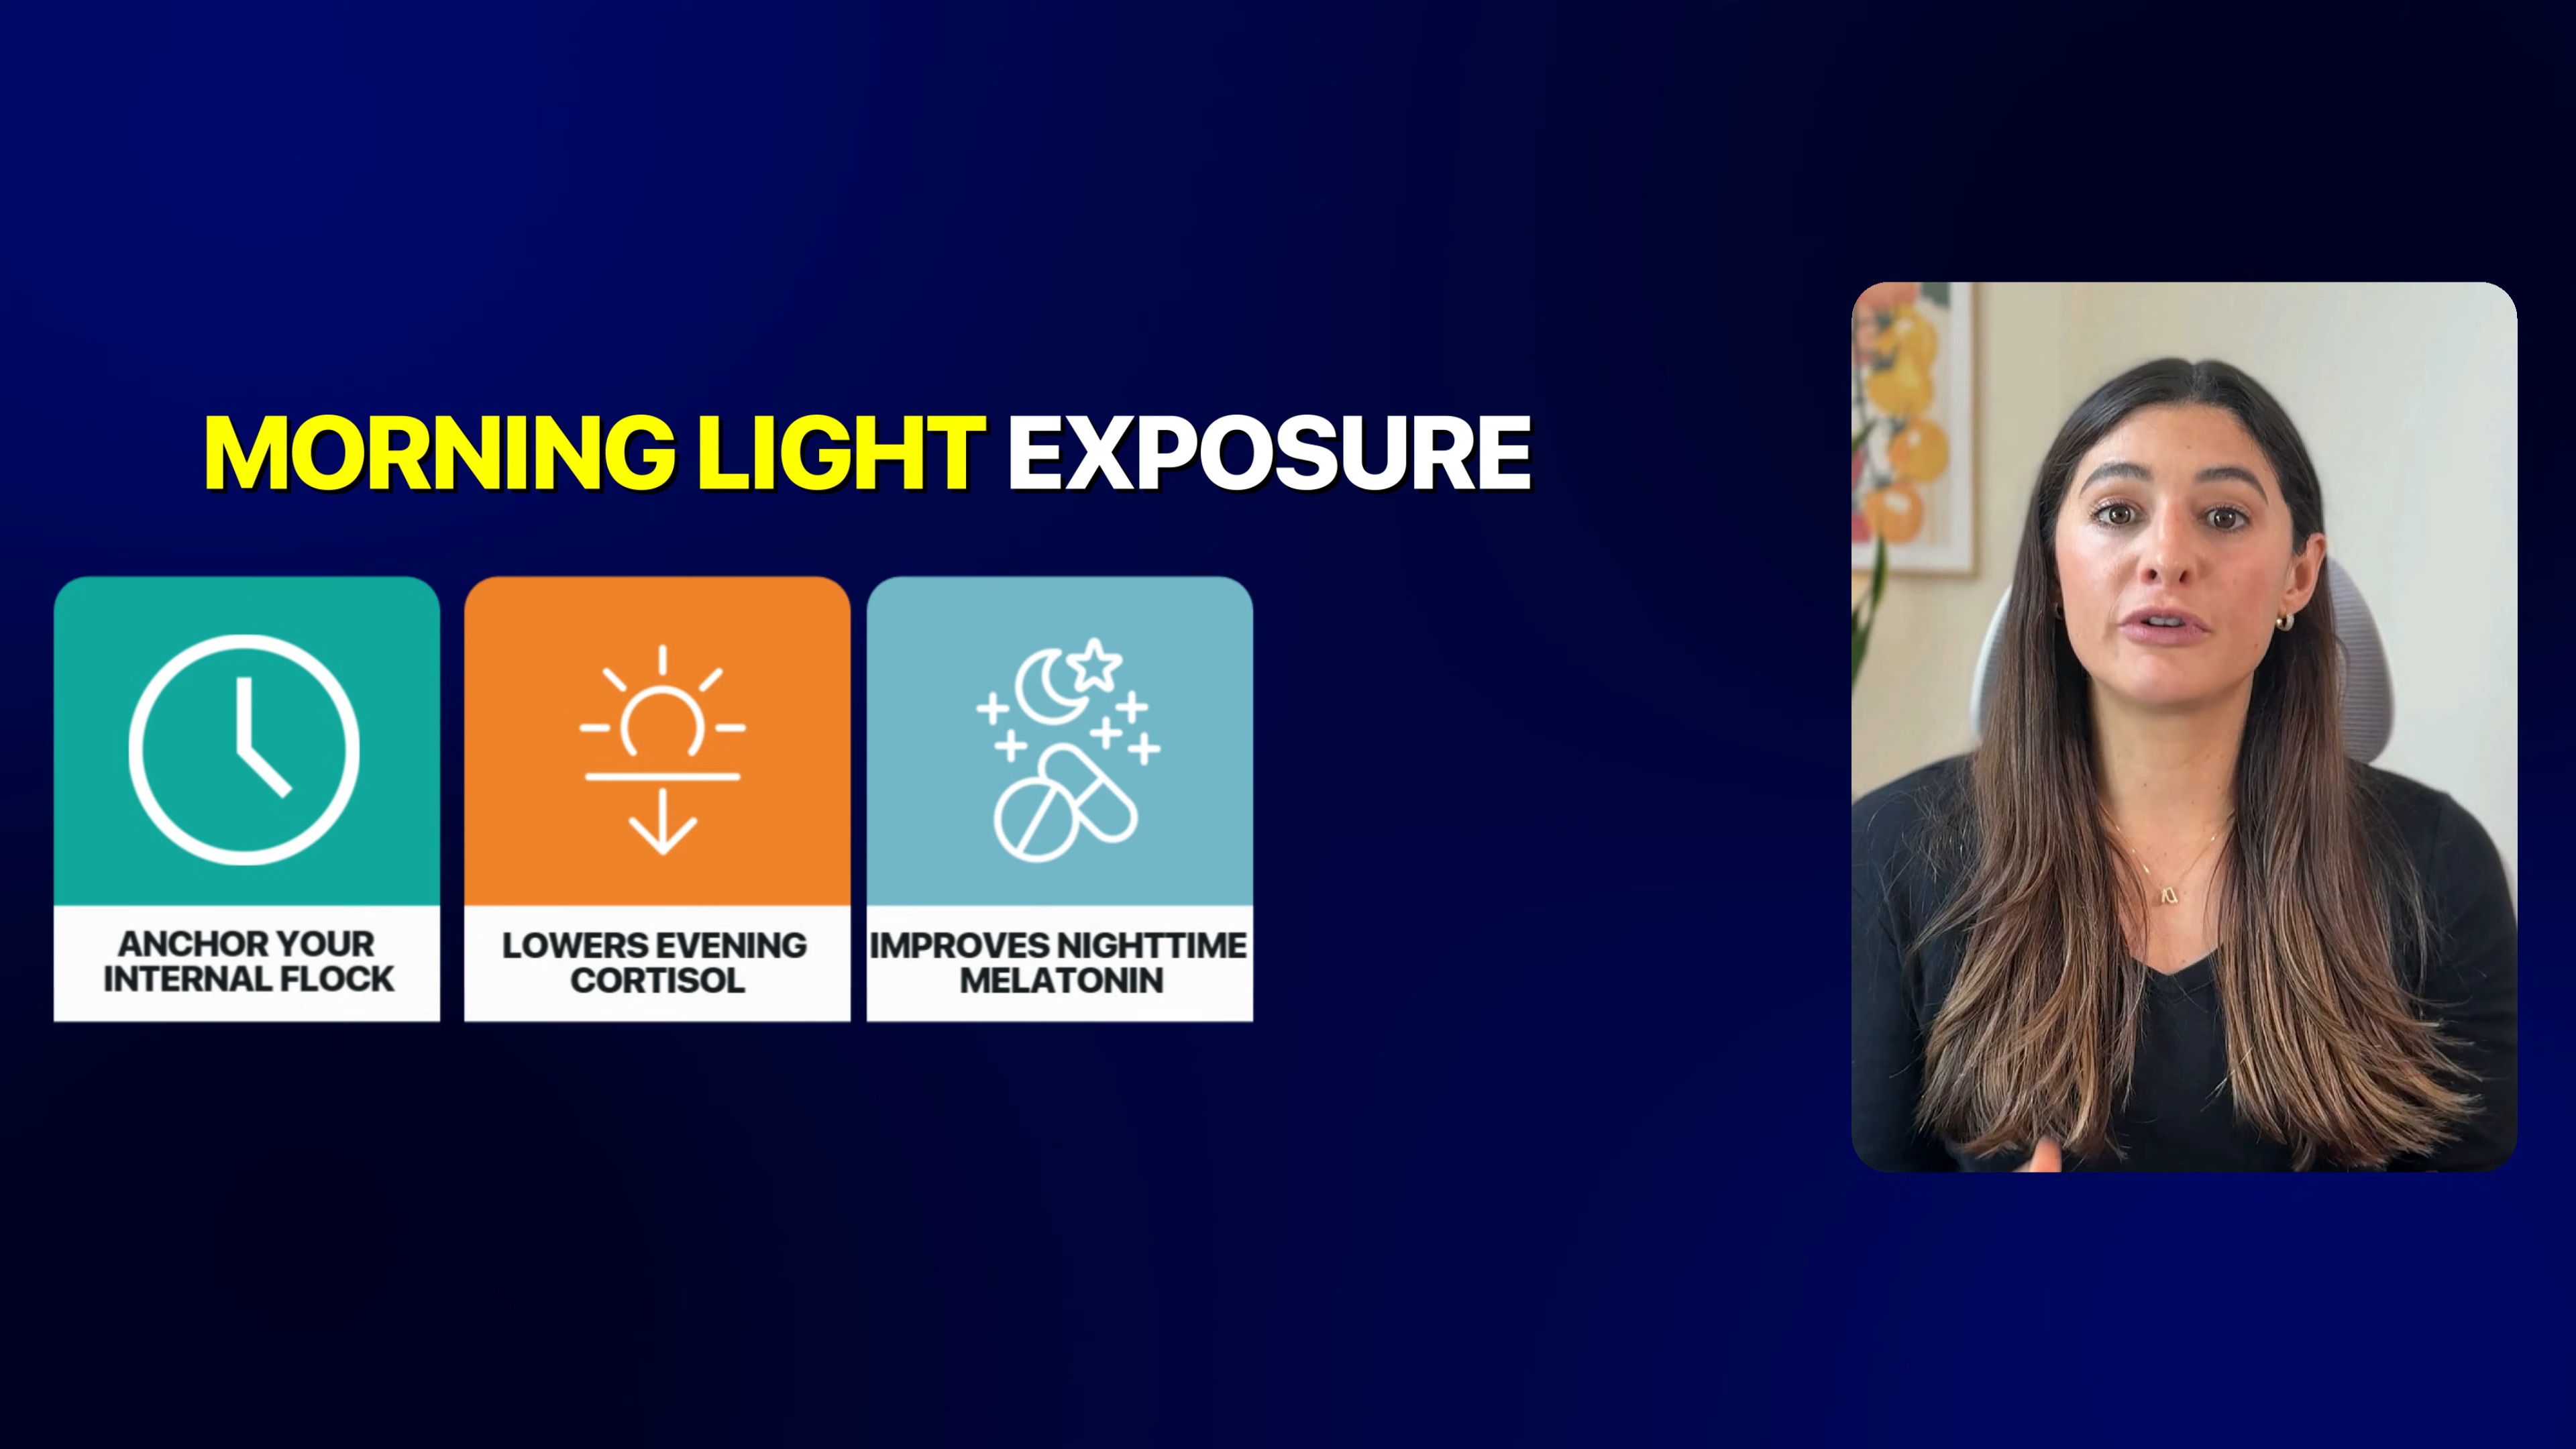 MORNING LIGHT EXPOSURE
ANCHOR YOUR
INTERNAL FLOCK
LOWERS EVENING
CORTISOL
IMPROVES NIGHTTIME
MELATONIN